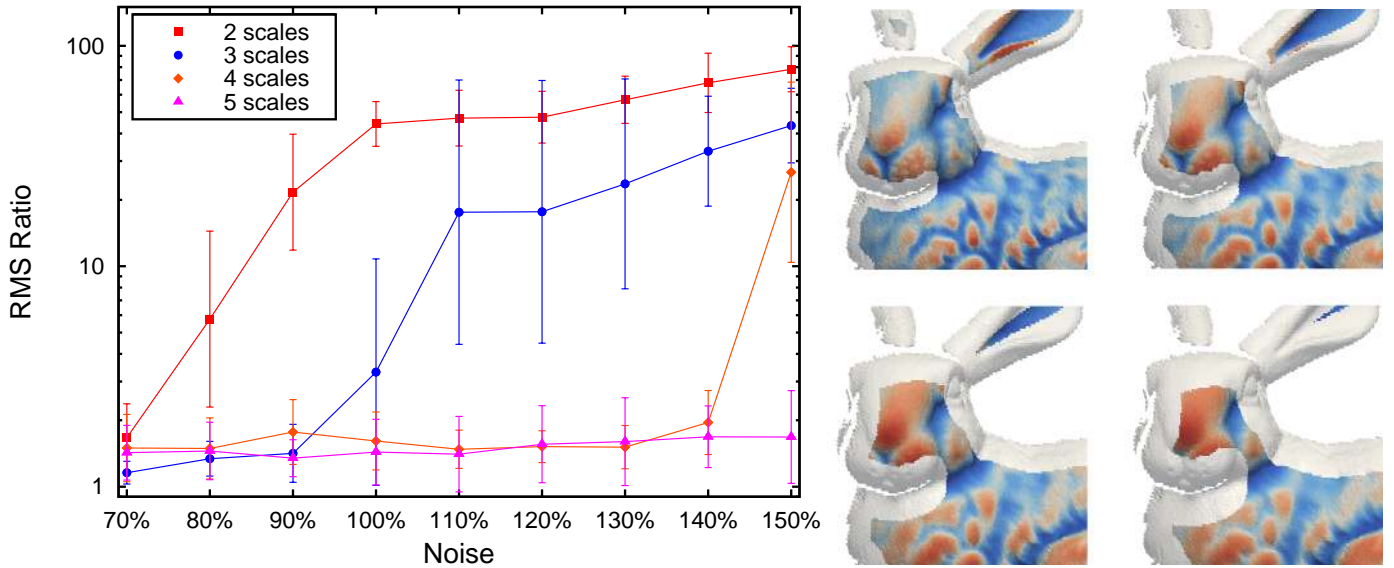 2 scales
3 scales
4 scales
5 scales
100
10
1
RMS Ratio
70% 80% 90% 100% 110% 120% 130% 140% 150%
Noise